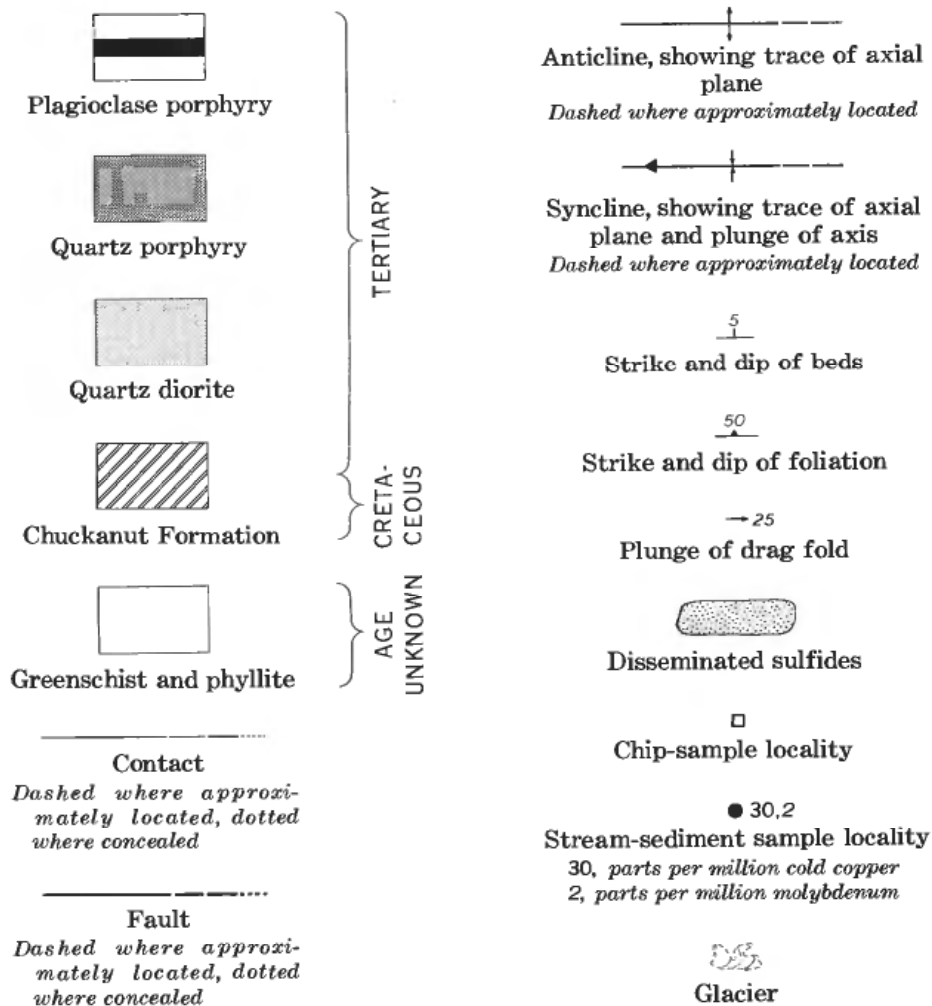 Plagioclase porphyry
Quartz porphyry
Quartz diorite
Chuckanut Formation
Greenschist and phyllite
TERTIARY
CRETA-
CEOUS
AGE
UNKNOWN
Contact
Dashed where approxi-
mately located, dotted
where concealed
Fault
Dashed where approxi-
mately located, dotted
where concealed
Anticline, showing trace of axial
plane
Dashed where approximately located
Syncline, showing trace of axial
plane and plunge of axis
Dashed where approximately located
5
Strike and dip of beds
50
Strike and dip of foliation
25
Plunge of drag fold
Disseminated sulfides
Chip-sample locality
30,2
Stream-sediment sample locality
30, parts per million cold copper
2, parts per million molybdenum
Glacier